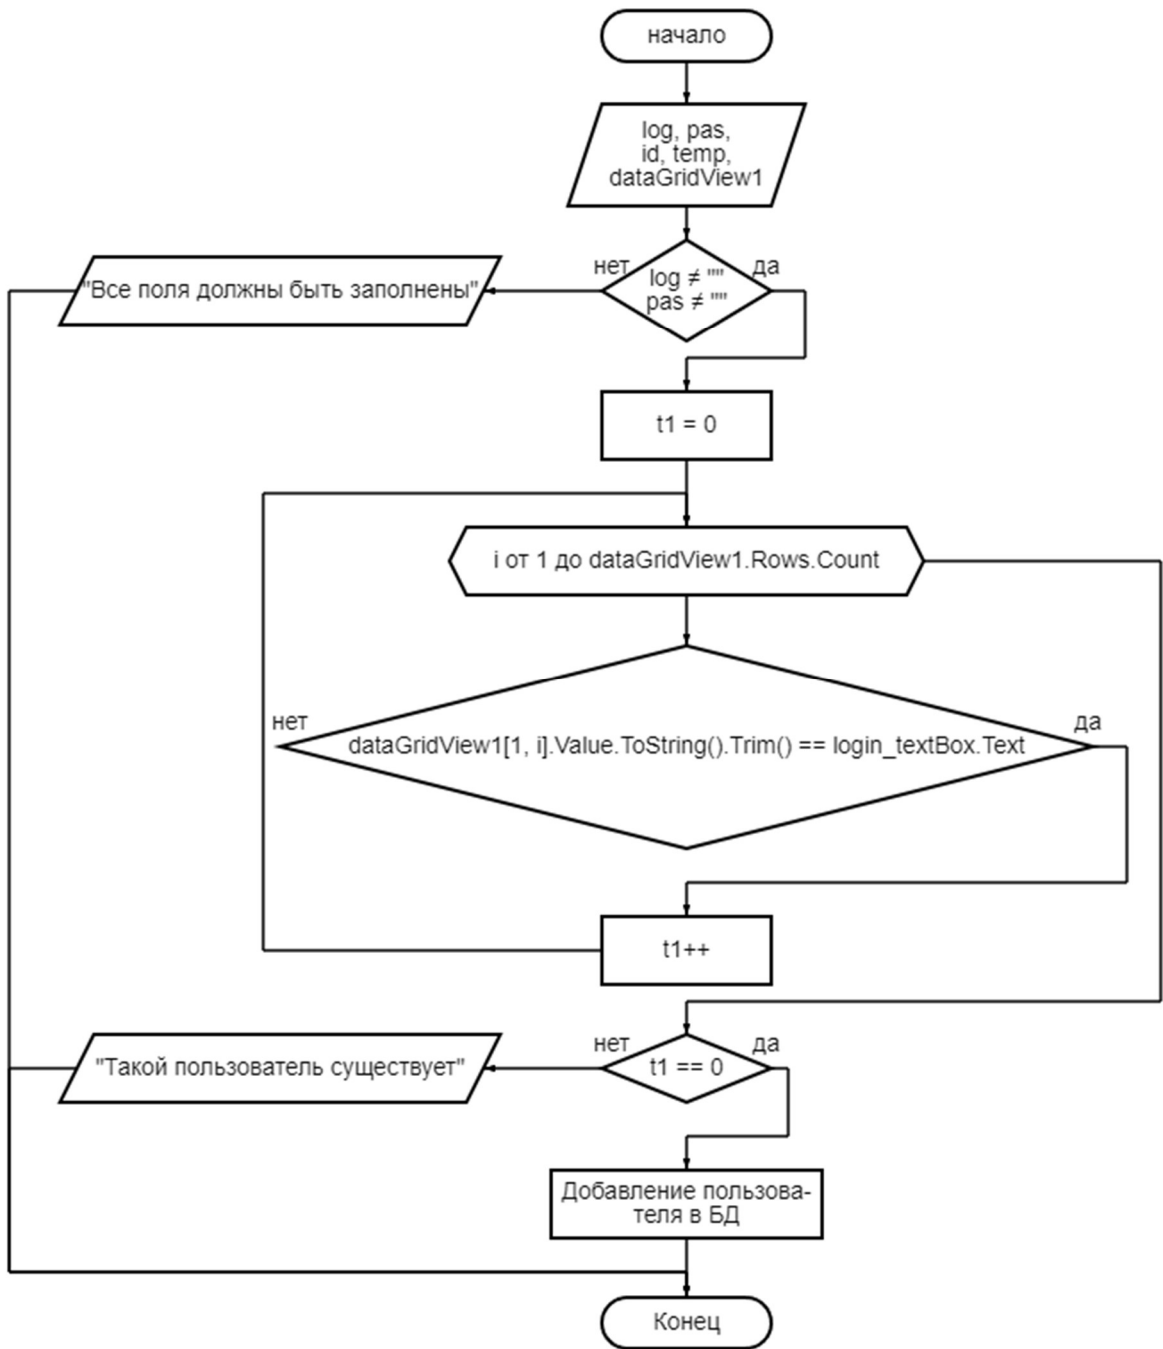 начало
log, pas,
id, temp,
dataGridView1
нет
да
log ≠ ""
pas ≠ ""
"Все поля должны быть заполнены"
t1 = 0
i от 1 до dataGridView1.Rows.Count
нет
да
dataGridView1[1, i].Value.ToString().Trim() == login_textBox.Text
t1++
нет
да
t1 == 0
"Такой пользователь существует"
Добавление пользова-
теля в БД
Конец